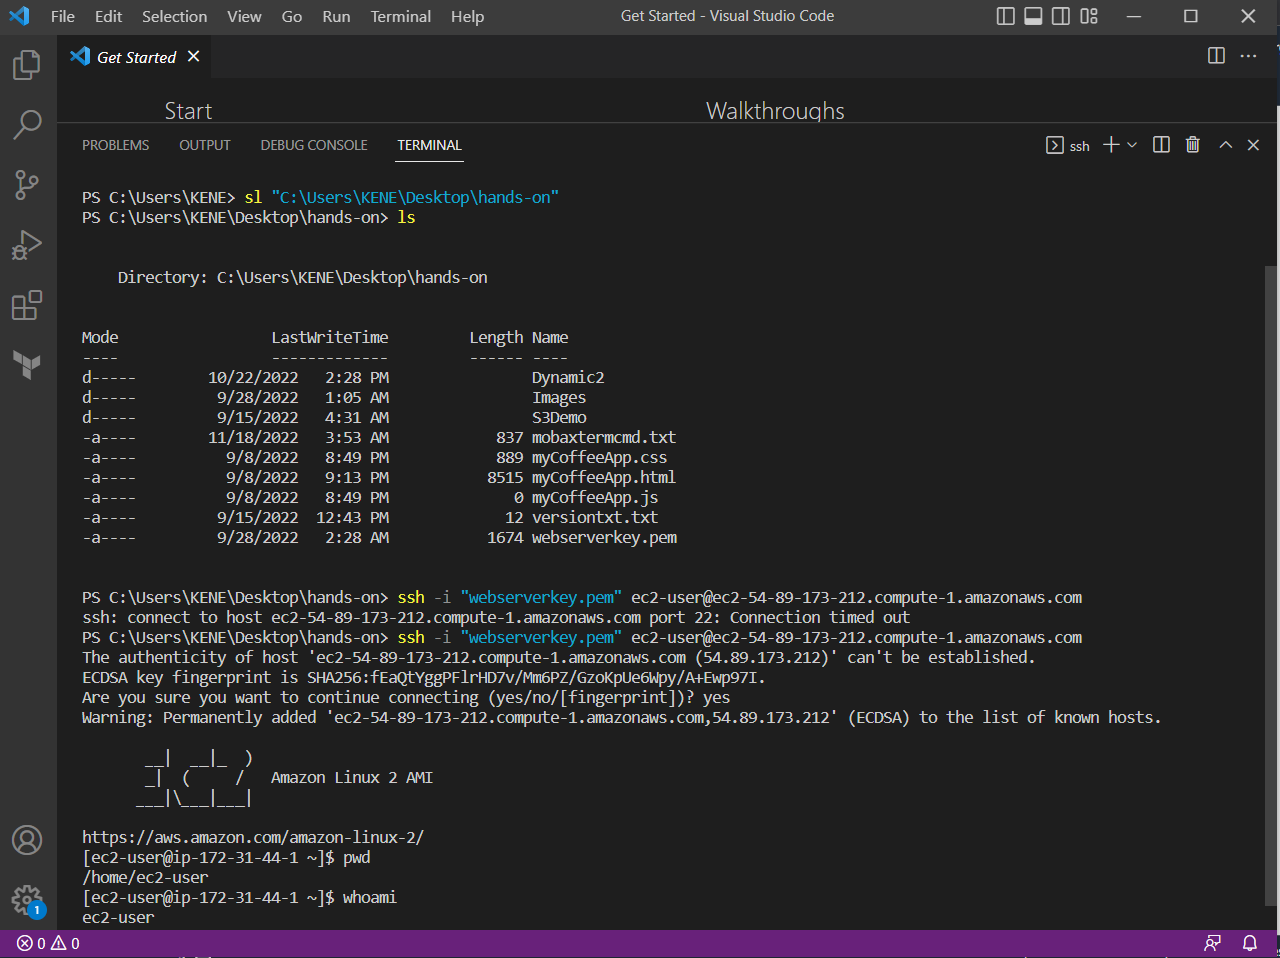 File Edit Selection View Go Run Terminal Help Get Started - Visual Studio Code
Get Started
Start Walkthroughs
PROBLEMS OUTPUT DEBUG CONSOLE TERMINAL ssh
PS C:\Users\KENE> sl "C:\Users\KENE\Desktop\hands-on"
PS C:\Users\KENE\Desktop\hands-on> ls
Directory: C:\Users\KENE\Desktop\hands-on
Mode LastWriteTime Length Name
---- ------------- ------ ----
d----- 10/22/2022 2:28 PM Dynamic2
d----- 9/28/2022 1:05 AM Images
d----- 9/15/2022 4:31 AM S3Demo
-a---- 11/18/2022 3:53 AM 837 mobaxtermcmd.txt
-a---- 9/8/2022 8:49 PM 889 myCoffeeApp.css
-a---- 9/8/2022 9:13 PM 8515 myCoffeeApp.html
-a---- 9/8/2022 8:49 PM 0 myCoffeeApp.js
-a---- 9/15/2022 12:43 PM 12 versiontxt.txt
-a---- 9/28/2022 2:28 AM 1674 webserverkey.pem
PS C:\Users\KENE\Desktop\hands-on> ssh -i "webserverkey.pem" ec2-user@ec2-54-89-173-212.compute-1.amazonaws.com
ssh: connect to host ec2-54-89-173-212.compute-1.amazonaws.com port 22: Connection timed out
PS C:\Users\KENE\Desktop\hands-on> ssh -i "webserverkey.pem" ec2-user@ec2-54-89-173-212.compute-1.amazonaws.com
The authenticity of host 'ec2-54-89-173-212.compute-1.amazonaws.com (54.89.173.212)' can't be established.
ECDSA key fingerprint is SHA256:fEaQtYggPFlrHD7v/Mm6PZ/GzoKpUe6Wpy/A+Ewp97I.
Are you sure you want to continue connecting (yes/no/[fingerprint])? yes
Warning: Permanently added 'ec2-54-89-173-212.compute-1.amazonaws.com,54.89.173.212' (ECDSA) to the list of known hosts.
__|  __|_  )
_|  (     /   Amazon Linux 2 AMI
___|\___|___|
https://aws.amazon.com/amazon-linux-2/
[ec2-user@ip-172-31-44-1 ~]$ pwd
/home/ec2-user
[ec2-user@ip-172-31-44-1 ~]$ whoami
ec2-user
1
0 0